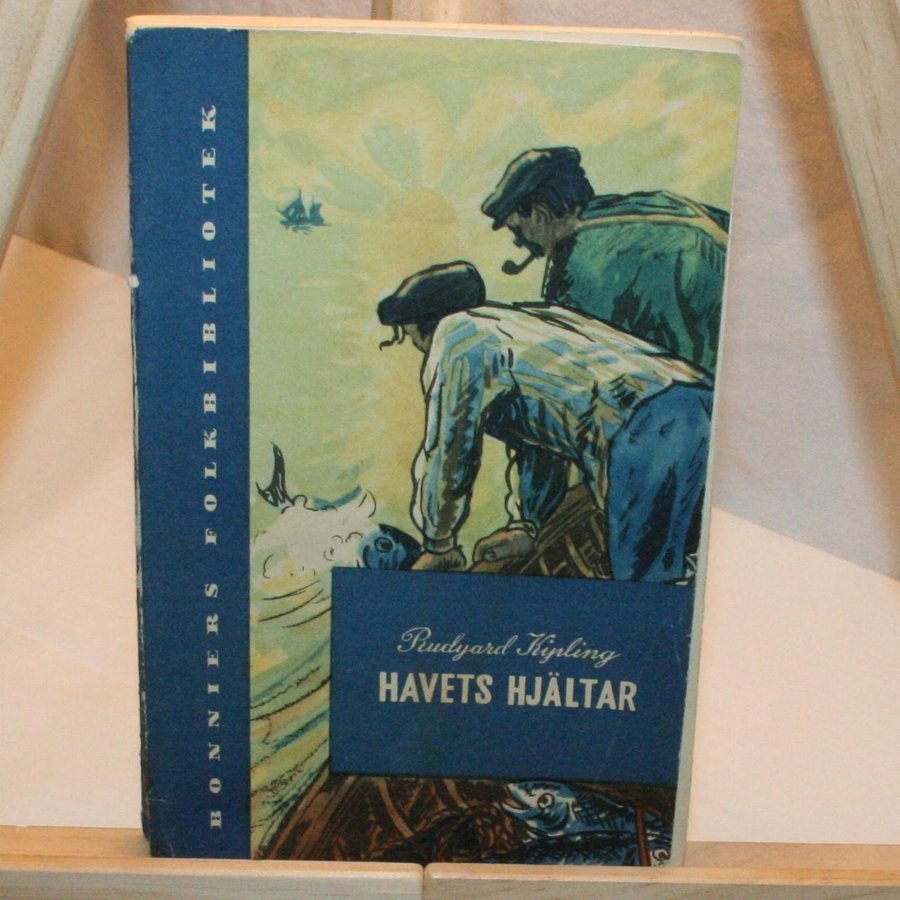 BONNIERS FOLKBIBLIOTEK
Rudyard Kipling
HAVETS HJÄLTAR